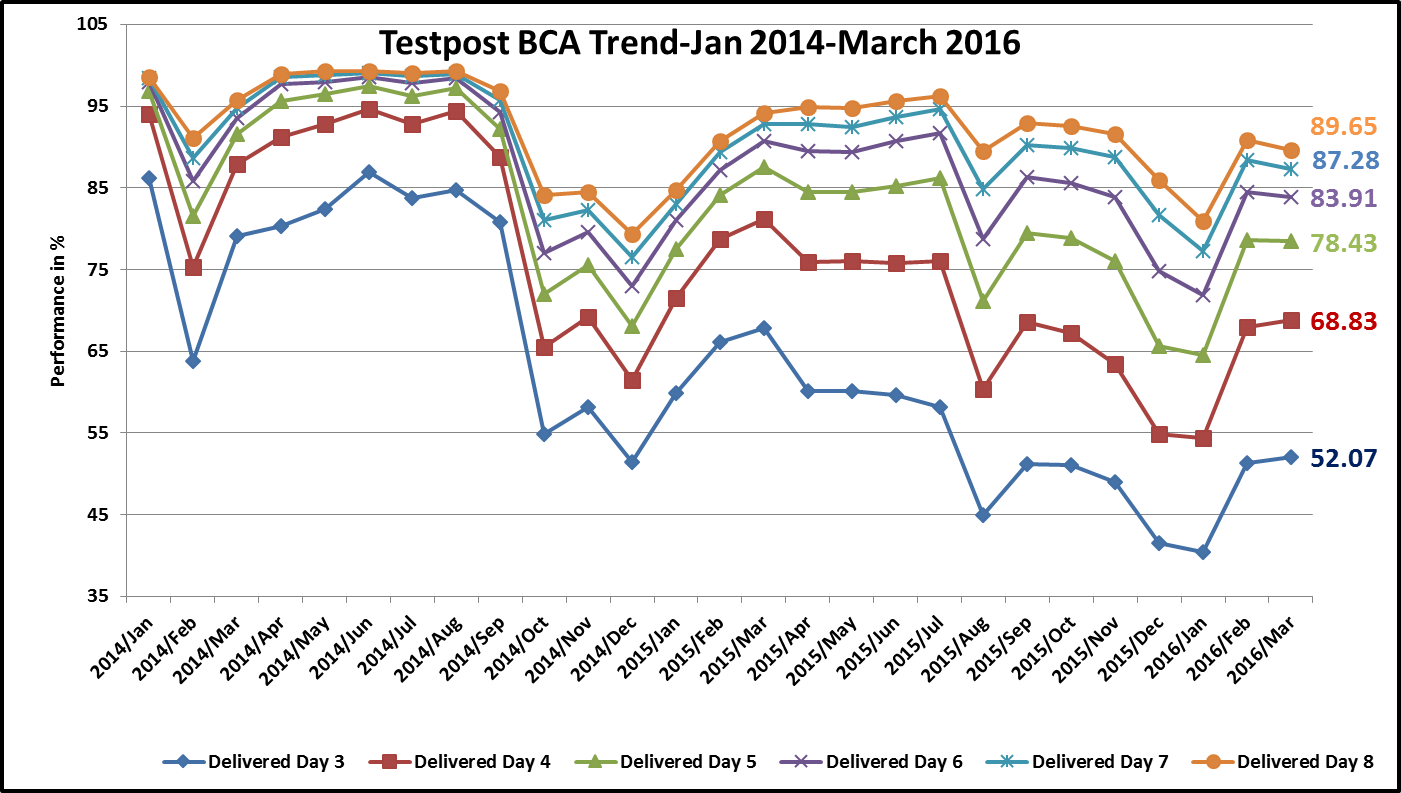 Testpost BCA Trend-Jan 2014-March 2016
Performance in %
105
95
85
75
65
55
45
35
89.65
87.28
83.91
78.43
68.83
52.07
2014/Jan
2014/Feb
2014/Mar
2014/Apr
2014/May
2014/Jun
2014/Jul
2014/Aug
2014/Sep
2014/Oct
2014/Nov
2014/Dec
2015/Jan
2015/Feb
2015/Mar
2015/Apr
2015/May
2015/Jun
2015/Jul
2015/Aug
2015/Sep
2015/Oct
2015/Nov
2015/Dec
2016/Jan
2016/Feb
2016/Mar
Delivered Day 3 Delivered Day 4 Delivered Day 5 Delivered Day 6 Delivered Day 7 Delivered Day 8